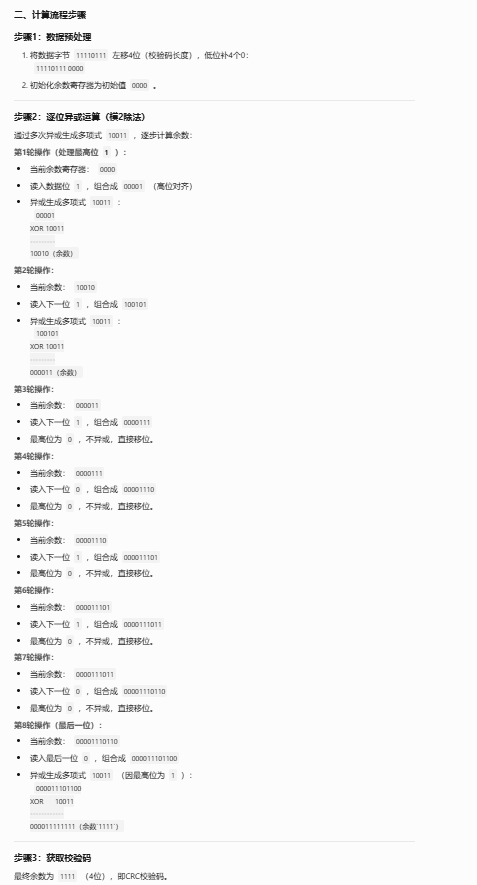 二、计算流程步骤
步骤1：数据预处理
1. 将数据字节 11110111 左移4位（校验码长度），低位补4个0：
11110111 0000
2. 初始化余数寄存器为初始值 0000 。
步骤2：逐位异或运算（模2除法）
通过多次异或生成多项式 10011 ，逐步计算余数：
第1轮操作（处理最高位 1 ）：
• 当前余数寄存器： 0000
• 读入数据位 1 ，组合成 00001 （高位对齐）
• 异或生成多项式 10011 ：
00001
XOR 10011
----------
10010（余数）
第2轮操作：
• 当前余数： 10010
• 读入下一位 1 ，组合成 100101
• 异或生成多项式 10011 ：
100101
XOR 10011
----------
000011（余数）
第3轮操作：
• 当前余数： 000011
• 读入下一位 1 ，组合成 0000111
• 最高位为 0 ，不异或，直接移位。
第4轮操作：
• 当前余数： 0000111
• 读入下一位 0 ，组合成 00001110
• 最高位为 0 ，不异或，直接移位。
第5轮操作：
• 当前余数： 00001110
• 读入下一位 1 ，组合成 000011101
• 最高位为 0 ，不异或，直接移位。
第6轮操作：
• 当前余数： 000011101
• 读入下一位 1 ，组合成 0000111011
• 最高位为 0 ，不异或，直接移位。
第7轮操作：
• 当前余数： 0000111011
• 读入下一位 0 ，组合成 00001110110
• 最高位为 0 ，不异或，直接移位。
第8轮操作（最后一位）：
• 当前余数： 00001110110
• 读入最后一位 0 ，组合成 000011101100
• 异或生成多项式 10011 （因最高位为 1 ）：
000011101100
XOR 10011
-------------
000011111111（余数`1111`）
步骤3：获取校验码
最终余数为 1111 （4位），即CRC校验码。